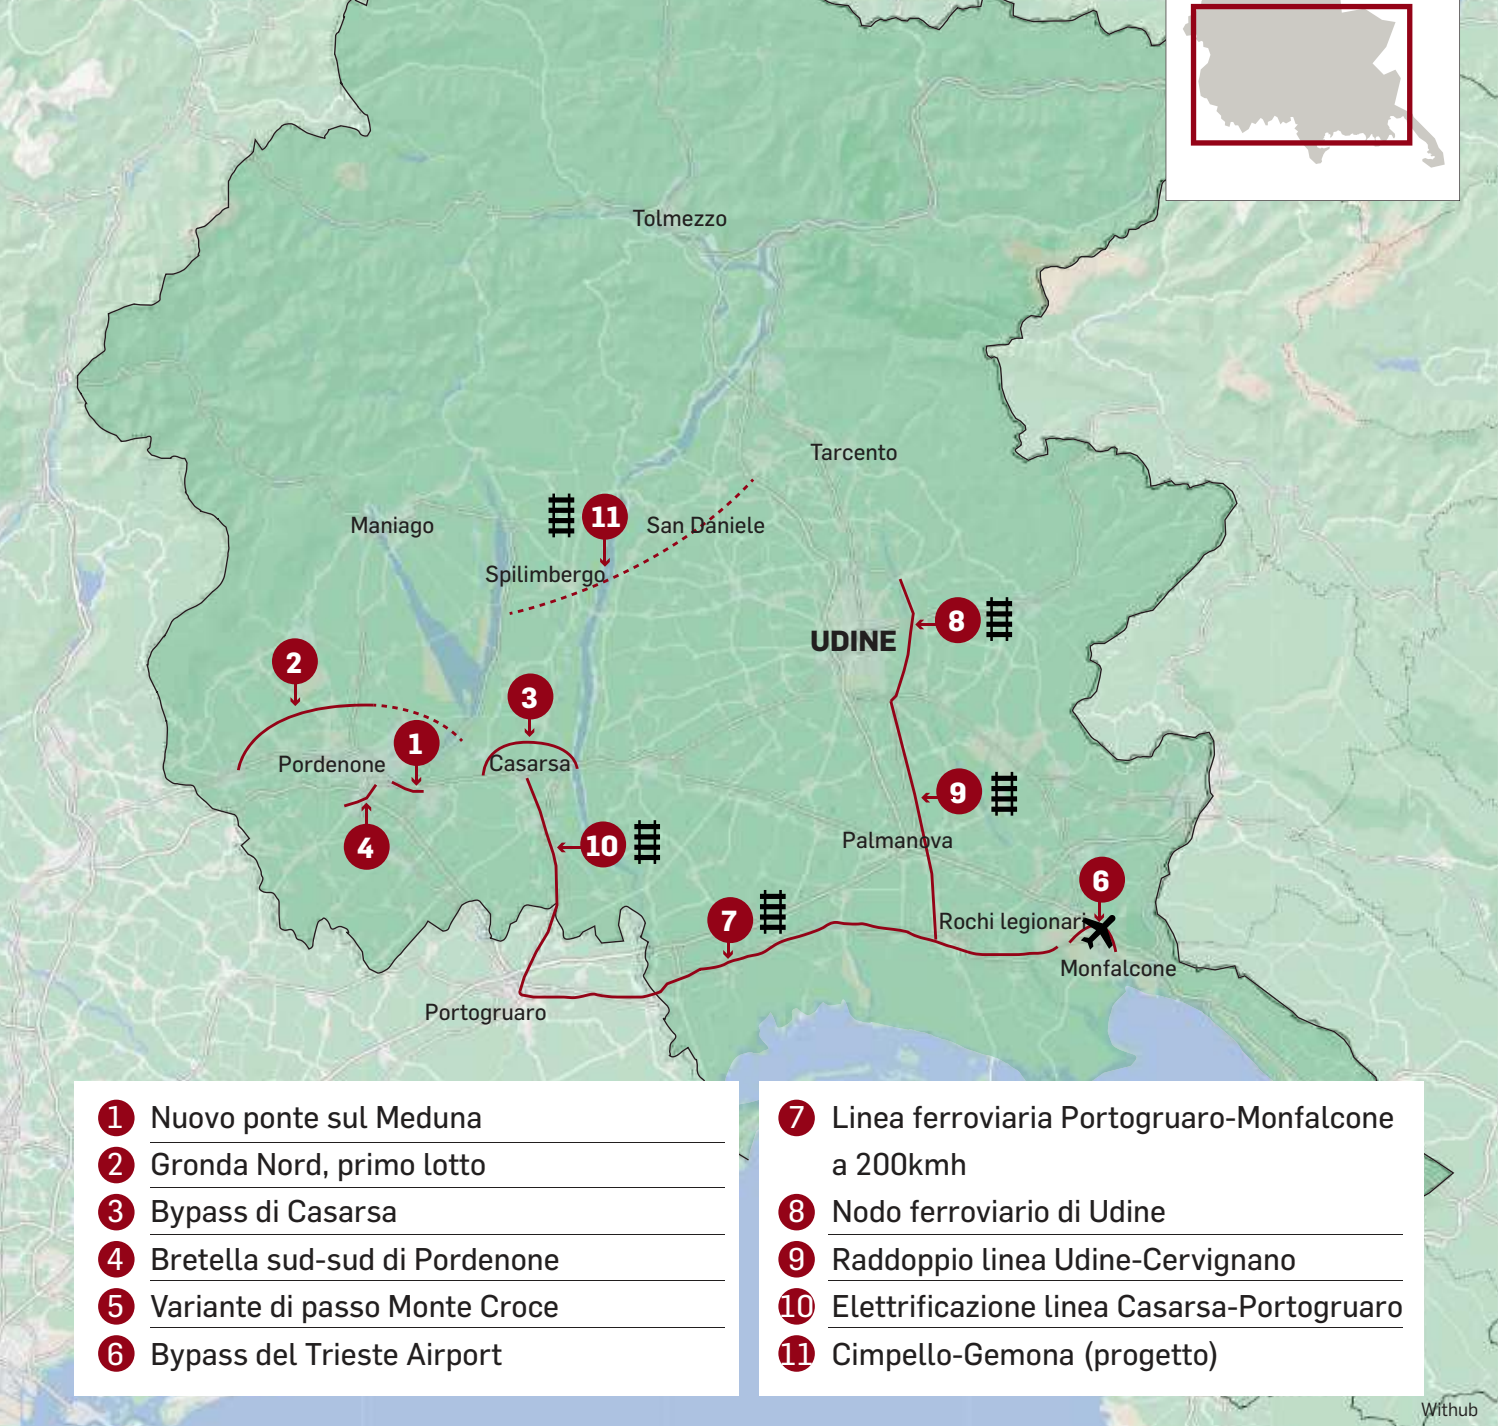 Tolmezzo
Tarcento
Maniago
11
San Daniele
Spilimbergo
8
UDINE
2
3
1
Pordenone
Casarsa
9
4
10
Palmanova
6
7
Rochi legionari
Monfalcone
Portogruaro
1 Nuovo ponte sul Meduna
2 Gronda Nord, primo lotto
3 Bypass di Casarsa
4 Bretella sud-sud di Pordenone
5 Variante di passo Monte Croce
6 Bypass del Trieste Airport
7 Linea ferroviaria Portogruaro-Monfalcone
a 200kmh
8 Nodo ferroviario di Udine
9 Raddoppio linea Udine-Cervignano
10 Elettrificazione linea Casarsa-Portogruaro
11 Cimpello-Gemona (progetto)
Withub